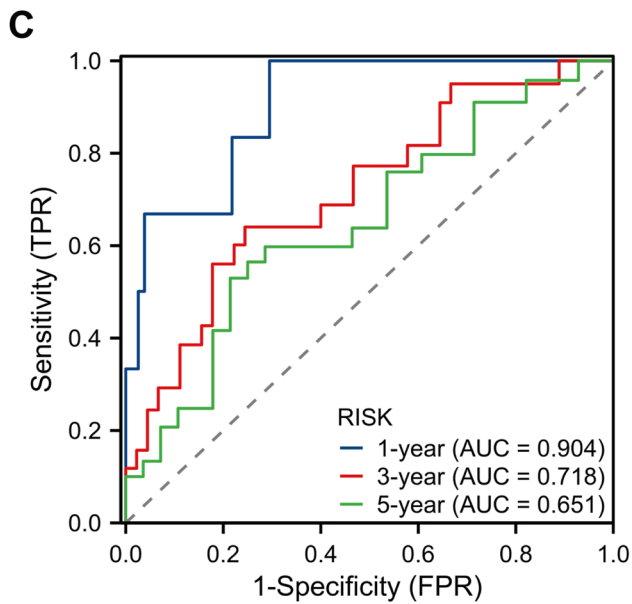 C
Sensitivity (TPR)
1.0
0.8
0.6
0.4
0.2
0.0
RISK
1-year (AUC = 0.904)
3-year (AUC = 0.718)
5-year (AUC = 0.651)
0.0 0.2 0.4 0.6 0.8 1.0
1-Specificity (FPR)